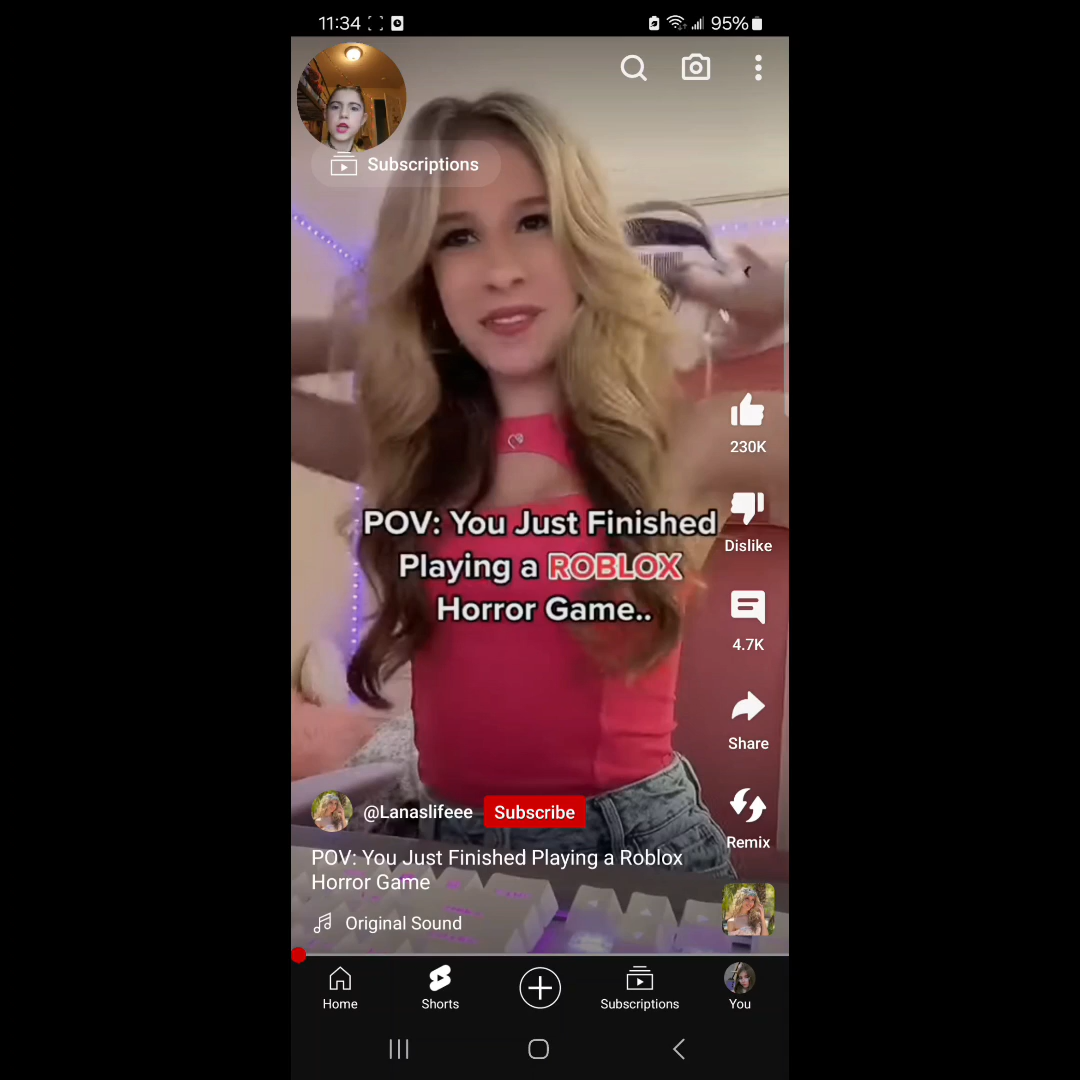 11:34
95%
Subscriptions
230K
POV: You Just Finished
Playing a ROBLOX
Horror Game..
Dislike
4.7K
Share
@Lanaslifeee
Subscribe
Remix
POV: You Just Finished Playing a Roblox
Horror Game
Original Sound
Home
Shorts
Subscriptions
You